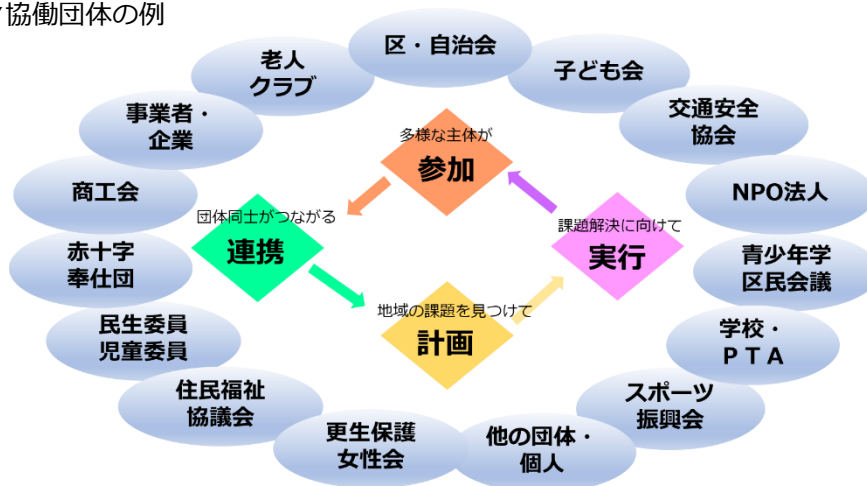 協働団体の例
区・自治会
老人
クラブ
子ども会
事業者・
企業
交通安全
協会
商工会
NPO法人
赤十字
奉仕団
青少年学
区民会議
民生委員
児童委員
学校・
ＰＴＡ
住民福祉
協議会
スポーツ
振興会
更生保護
女性会
他の団体・
個人
多様な主体が
参加
団体同士がつながる
連携
課題解決に向けて
実行
地域の課題を見つけて
計画